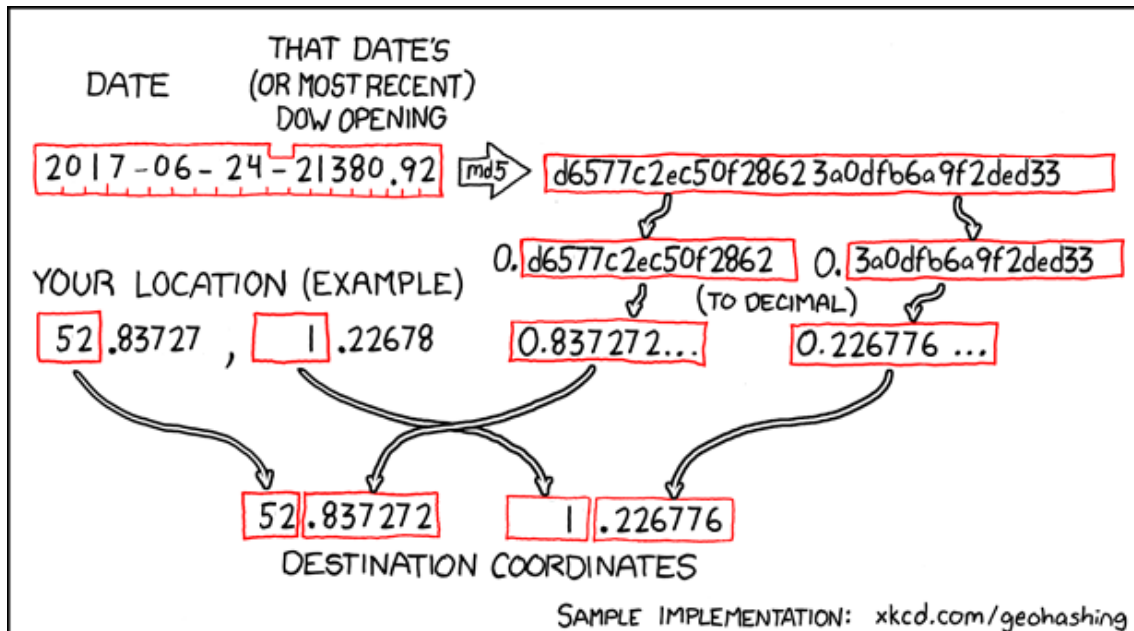 THAT DATE'S
DATE (OR MOST RECENT)
DOW OPENING
2017-06-24-21380.92 md5 d6577c2ec50f28623a0dfb6a9f2ded33
0.d6577c2ec50f2862 0.3a0dfb6a9f2ded33
YOUR LOCATION (EXAMPLE) (TO DECIMAL)
52.83727, 1.22678 0.837272... 0.226776...
52.837272 1.226776
DESTINATION COORDINATES
SAMPLE IMPLEMENTATION: xkcd.com/geohashing